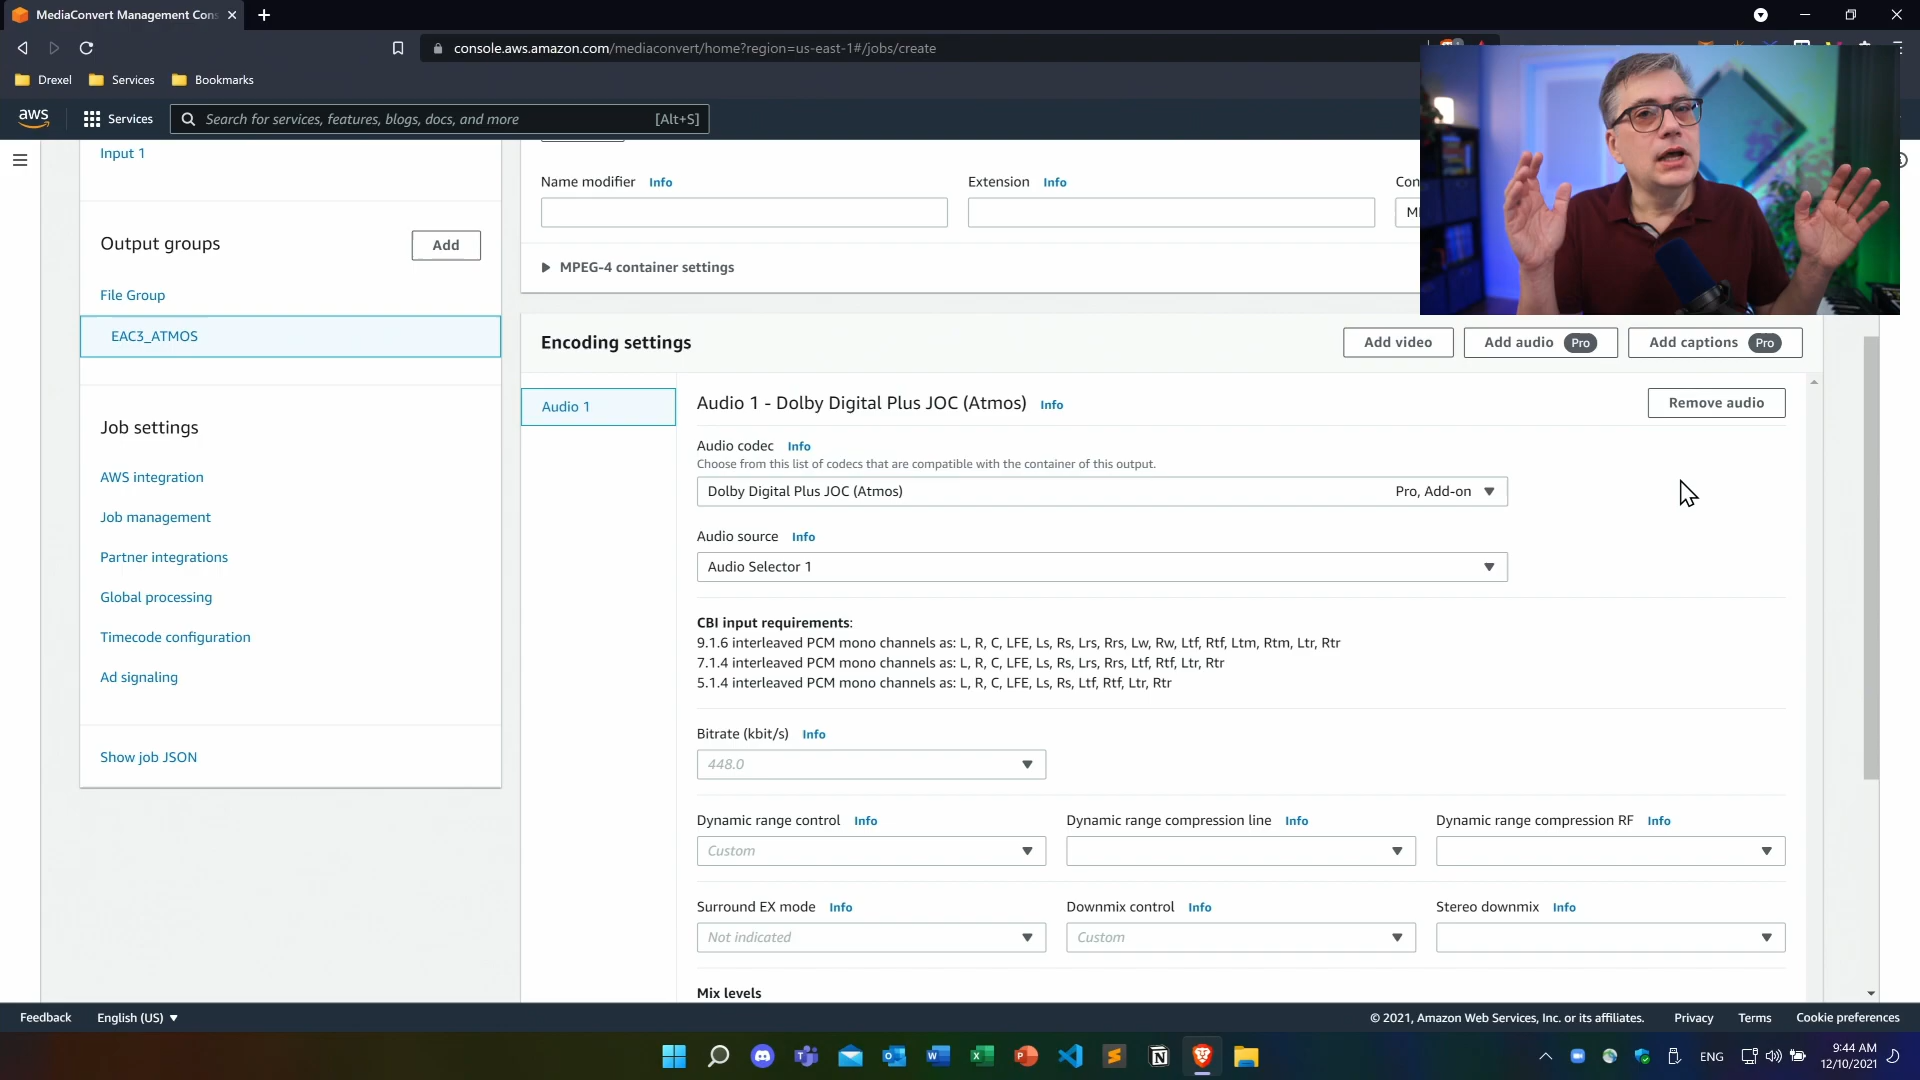 MediaConvert Management Cons
console.aws.amazon.com/mediaconvert/home?region=us-east-1#/jobs/create
Drexel
Services
Bookmarks
aws
Services
Search for services, features, blogs, docs, and more
[Alt+S]
Input 1
Output groups
Add
File Group
EAC3_ATMOS
Job settings
AWS integration
Job management
Partner integrations
Global processing
Timecode configuration
Ad signaling
Show job JSON
Name modifier Info
Extension Info
MPEG-4 container settings
Encoding settings
Add video
Add audio Pro
Add captions Pro
Audio 1
Audio 1 - Dolby Digital Plus JOC (Atmos) Info
Remove audio
Audio codec Info
Choose from this list of codecs that are compatible with the container of this output.
Dolby Digital Plus JOC (Atmos) Pro, Add-on
Audio source Info
Audio Selector 1
CBI input requirements:
9.1.6 interleaved PCM mono channels as: L, R, C, LFE, Ls, Rs, Lrs, Rrs, Lw, Rw, Ltf, Rtf, Ltm, Rtm, Ltr, Rtr
7.1.4 interleaved PCM mono channels as: L, R, C, LFE, Ls, Rs, Lrs, Rrs, Ltf, Rtf, Ltr, Rtr
5.1.4 interleaved PCM mono channels as: L, R, C, LFE, Ls, Rs, Ltf, Rtf, Ltr, Rtr
Bitrate (kbit/s) Info
448.0
Dynamic range control Info
Dynamic range compression line Info
Dynamic range compression RF Info
Custom
Surround EX mode Info
Downmix control Info
Stereo downmix Info
Not indicated
Custom
Mix levels
Feedback
English (US)
© 2021, Amazon Web Services, Inc. or its affiliates.
Privacy
Terms
Cookie preferences
ENG
9:44 AM
12/10/2021